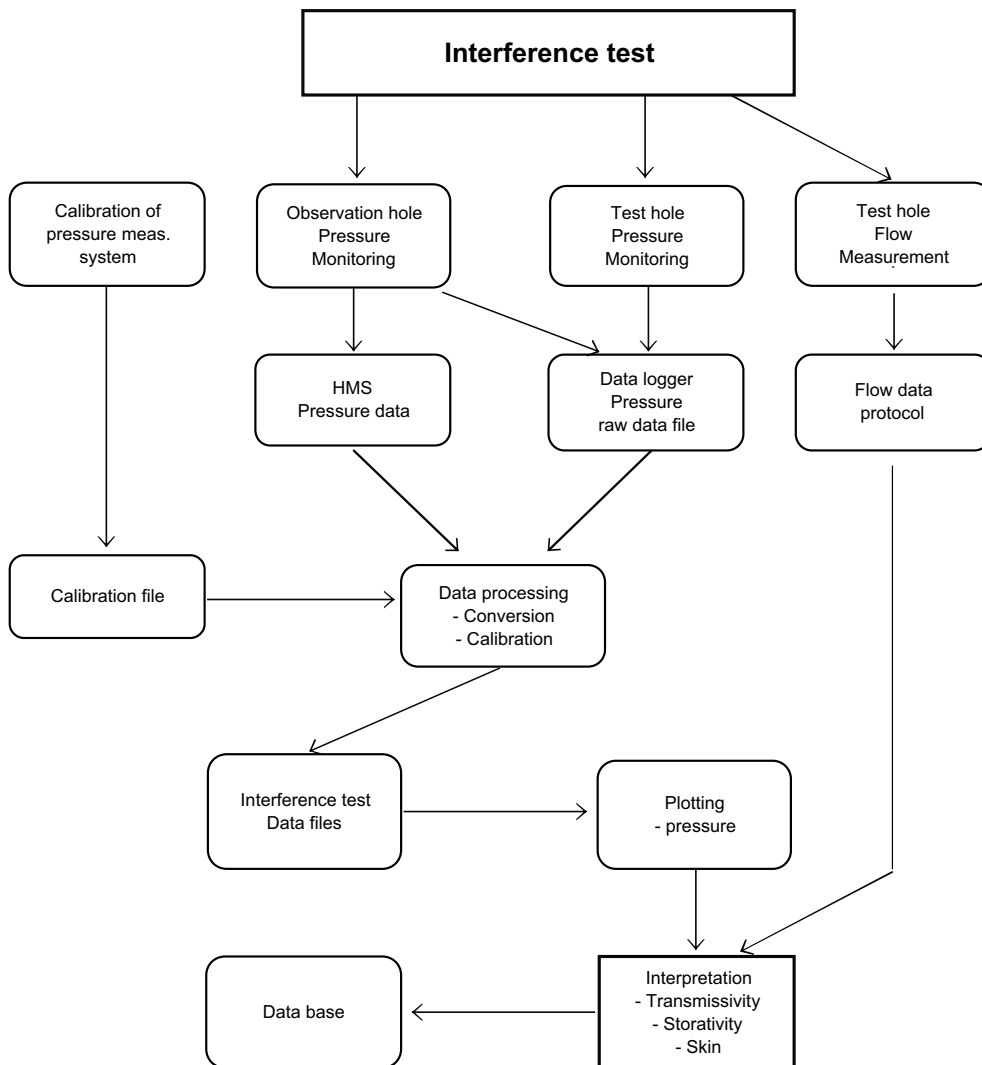 Interference test
Calibration of
pressure meas.
system
Observation hole
Pressure
Monitoring
Test hole
Pressure
Monitoring
Test hole
Flow
Measurement
HMS
Pressure data
Data logger
Pressure
raw data file
Flow data
protocol
Calibration file
Data processing
- Conversion
- Calibration
Interference test
Data files
Plotting
- pressure
Data base
Interpretation
- Transmissivity
- Storativity
- Skin